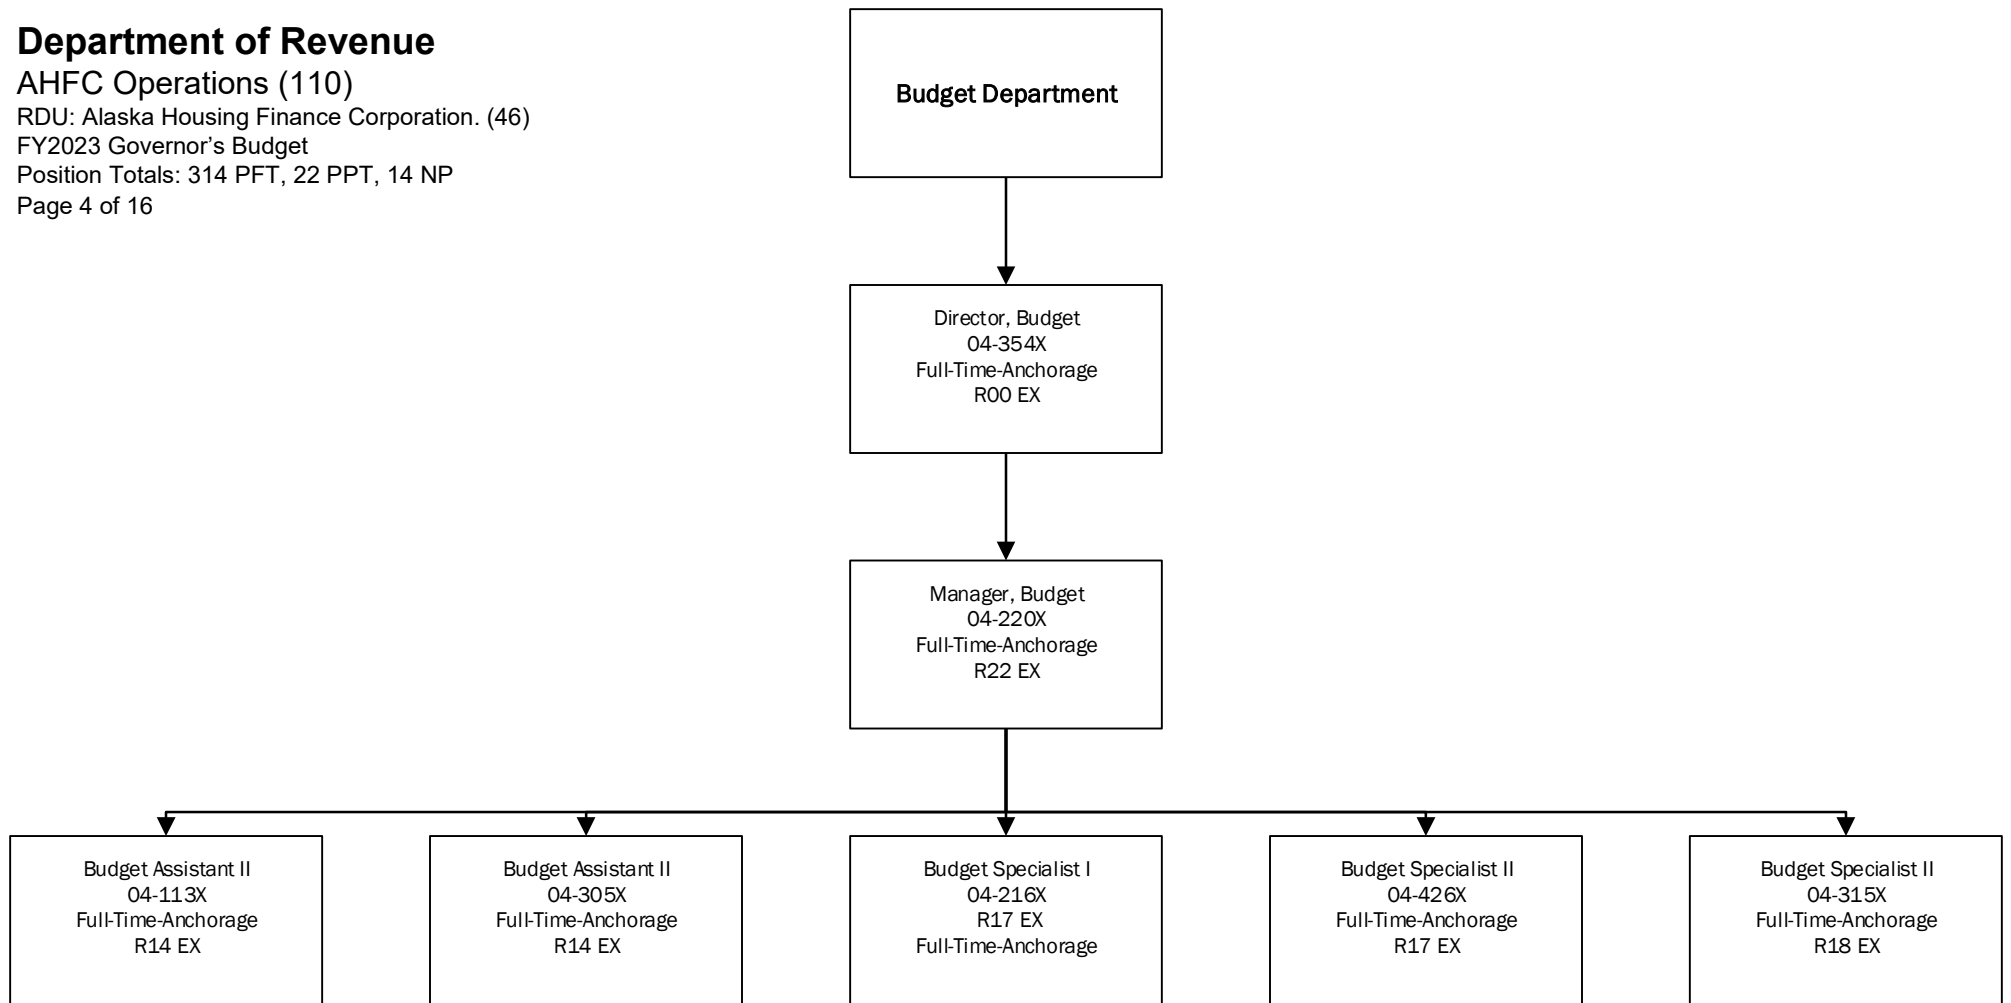 Department of Revenue
AHFC Operations (110)
RDU: Alaska Housing Finance Corporation. (46)
FY2023 Governor’s Budget
Position Totals: 314 PFT, 22 PPT, 14 NP
Page 4 of 16
Budget Department
Director, Budget
04-354X
Full-Time-Anchorage
R00 EX
Manager, Budget
04-220X
Full-Time-Anchorage
R22 EX
Budget Assistant II
04-113X
Full-Time-Anchorage
R14 EX
Budget Assistant II
04-305X
Full-Time-Anchorage
R14 EX
Budget Specialist I
04-216X
R17 EX
Full-Time-Anchorage
Budget Specialist II
04-426X
Full-Time-Anchorage
R17 EX
Budget Specialist II
04-315X
Full-Time-Anchorage
R18 EX